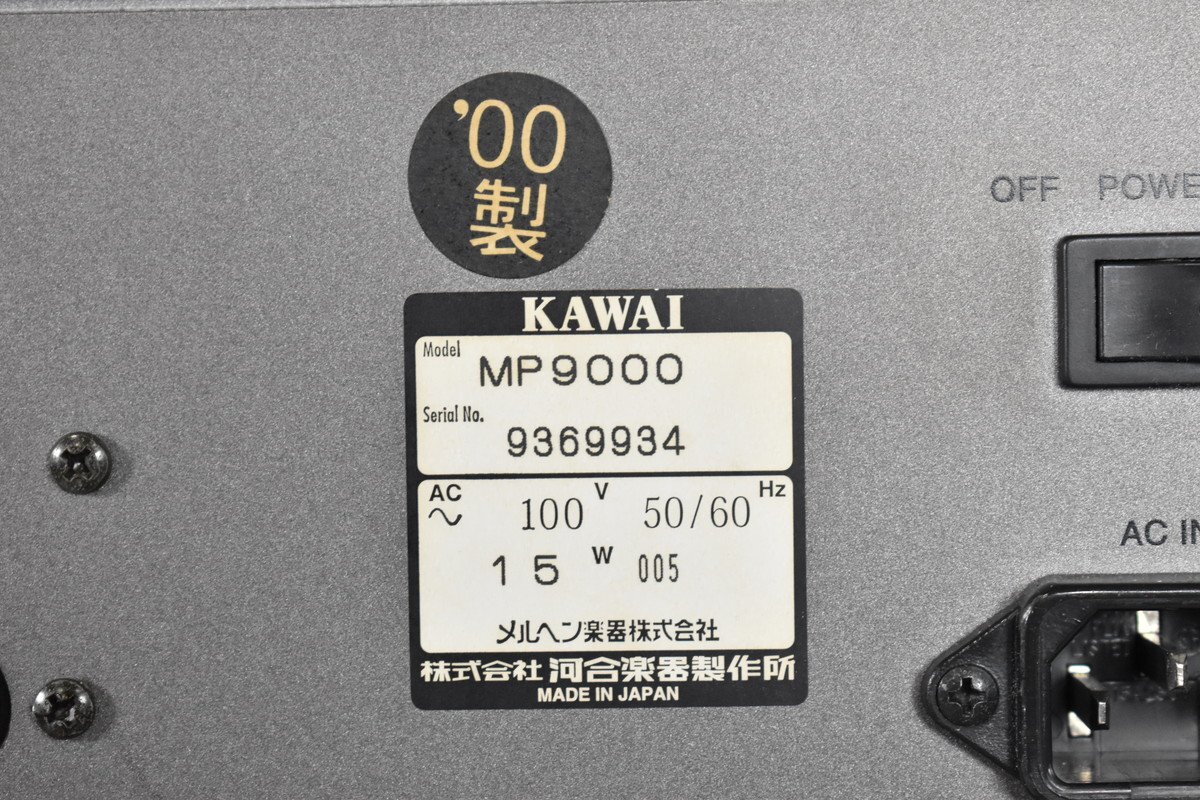 '00
製
OFF POWE
KAWAI
Model MP9000
Serial No. 9369934
AC 100 V 50/60 Hz
15 W 005
メルヘン楽器株式会社
株式会社 河合楽器製作所
MADE IN JAPAN
AC IN